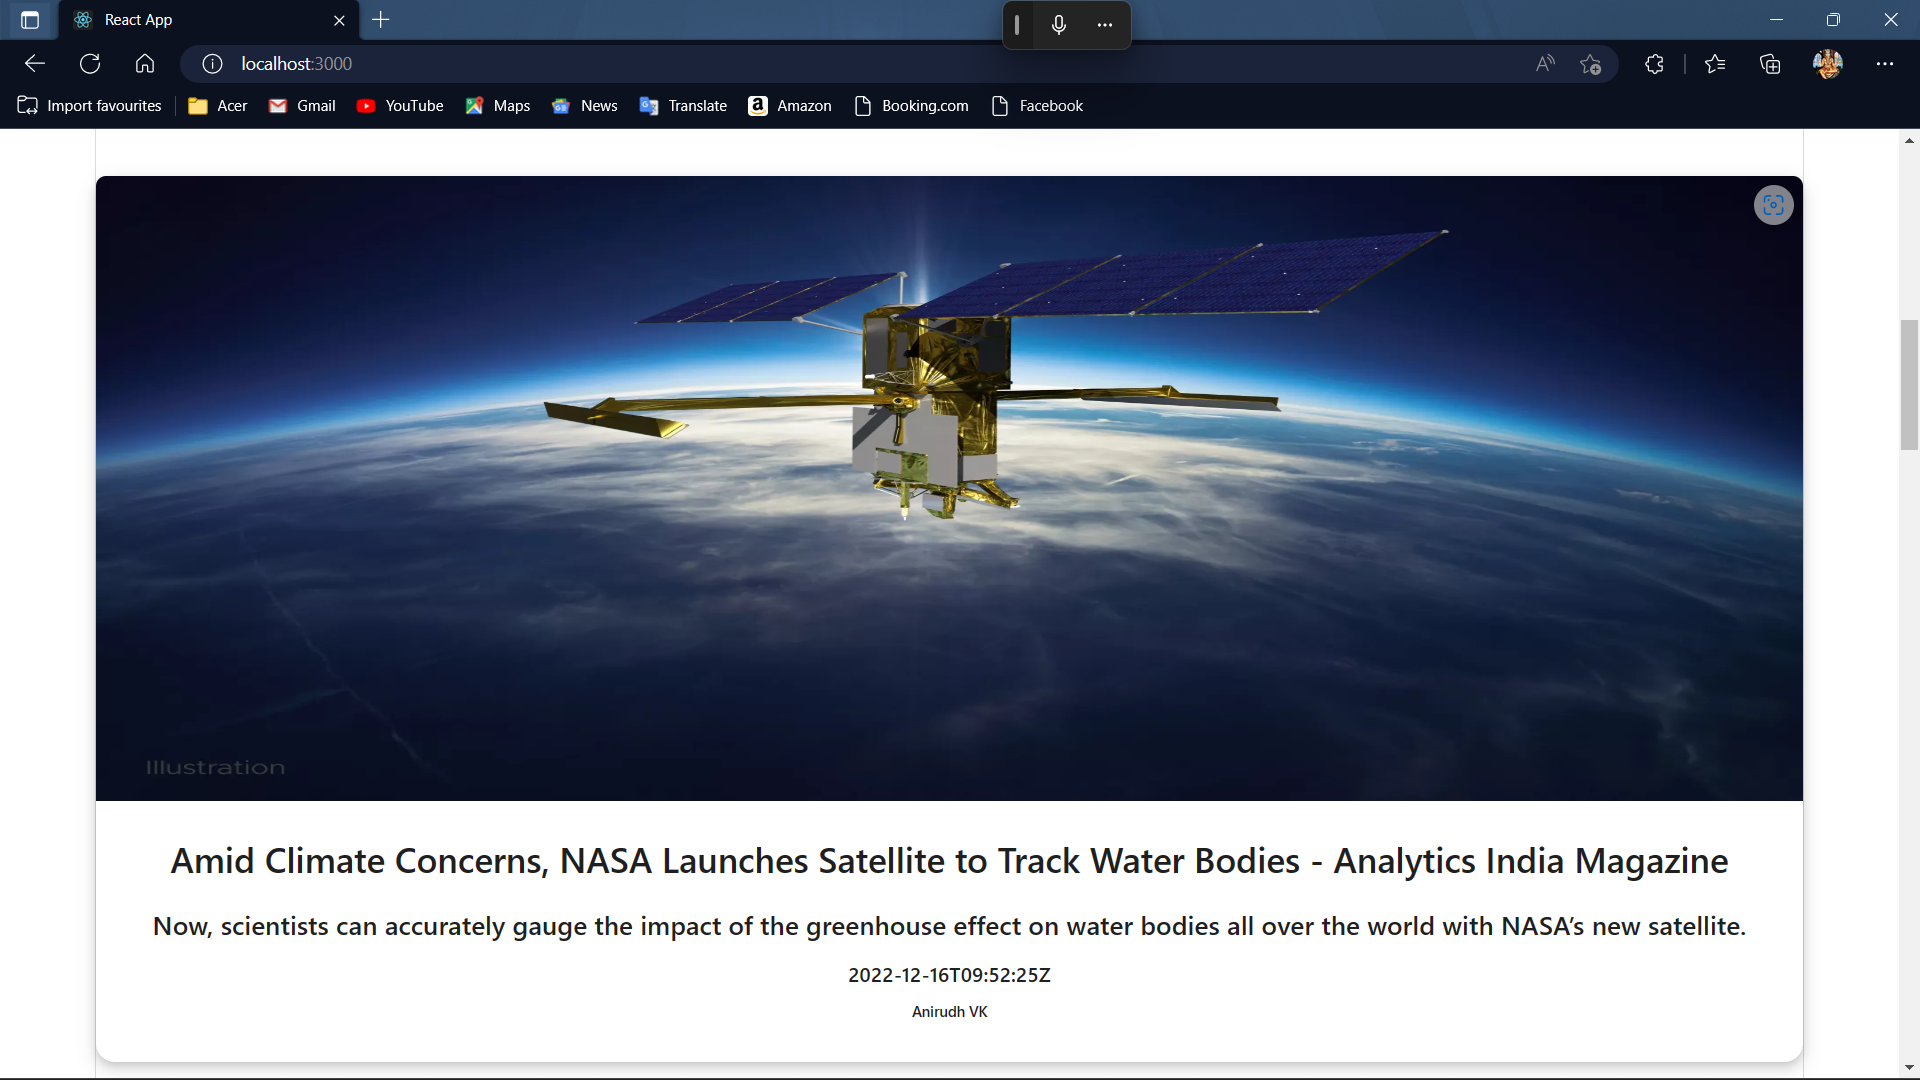 React App
localhost:3000
Import favourites Acer Gmail YouTube Maps News Translate Amazon Booking.com Facebook
Illustration
Amid Climate Concerns, NASA Launches Satellite to Track Water Bodies - Analytics India Magazine
Now, scientists can accurately gauge the impact of the greenhouse effect on water bodies all over the world with NASA’s new satellite.
2022-12-16T09:52:25Z
Anirudh VK